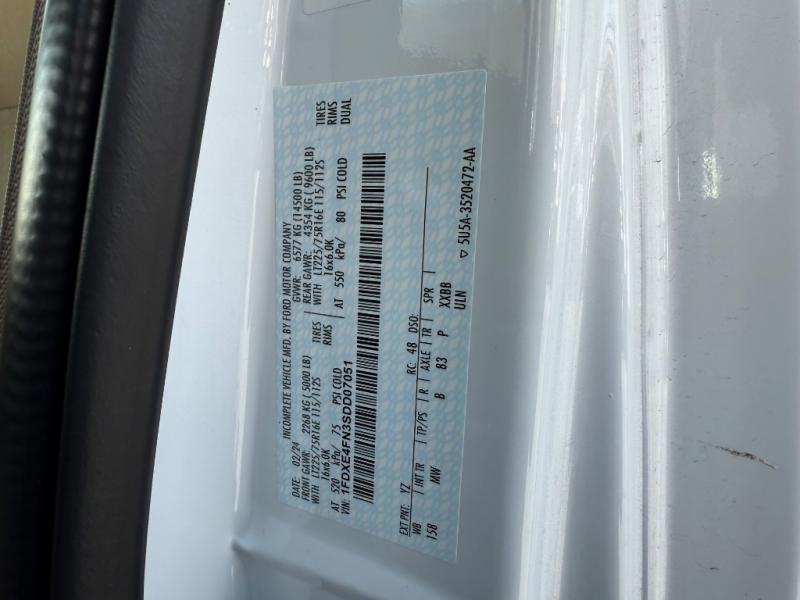 INCOMPLETE VEHICLE MFD. BY FORD MOTOR COMPANY
DATE: 02/24 GVWR: 6577 KG (14500 LB)
FRONT GAWR: 2268 KG (5000 LB) REAR GAWR: 4354 KG (9600 LB)
WITH LT225/75R16E 115/112S TIRES WITH LT225/75R16E 115/112S TIRES
16x6.0K RIMS 16x6.0K RIMS
AT 520 kPa/ 75 PSI COLD AT 550 kPa/ 80 PSI COLD DUAL
VIN: 1FDXE4FN3SDD07051
EXT PNT: YZ RC: 48 DSO:
WB INT TR TP/PS R AXLE TR SPR
158 MW B 83 P XXBB
ULN
▽ 5U5A-3520472-AA